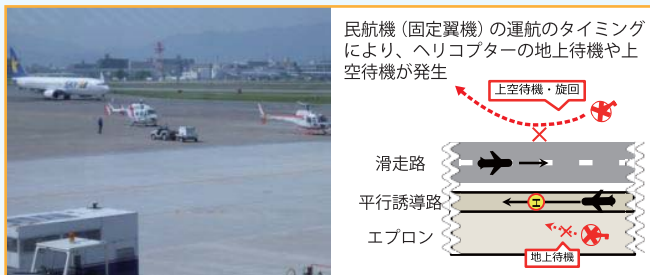 民航機（固定翼機）の運航のタイミング
により、ヘリコプターの地上待機や上
空待機が発生
上空待機・旋回
滑走路
平行誘導路
H
エプロン
地上待機